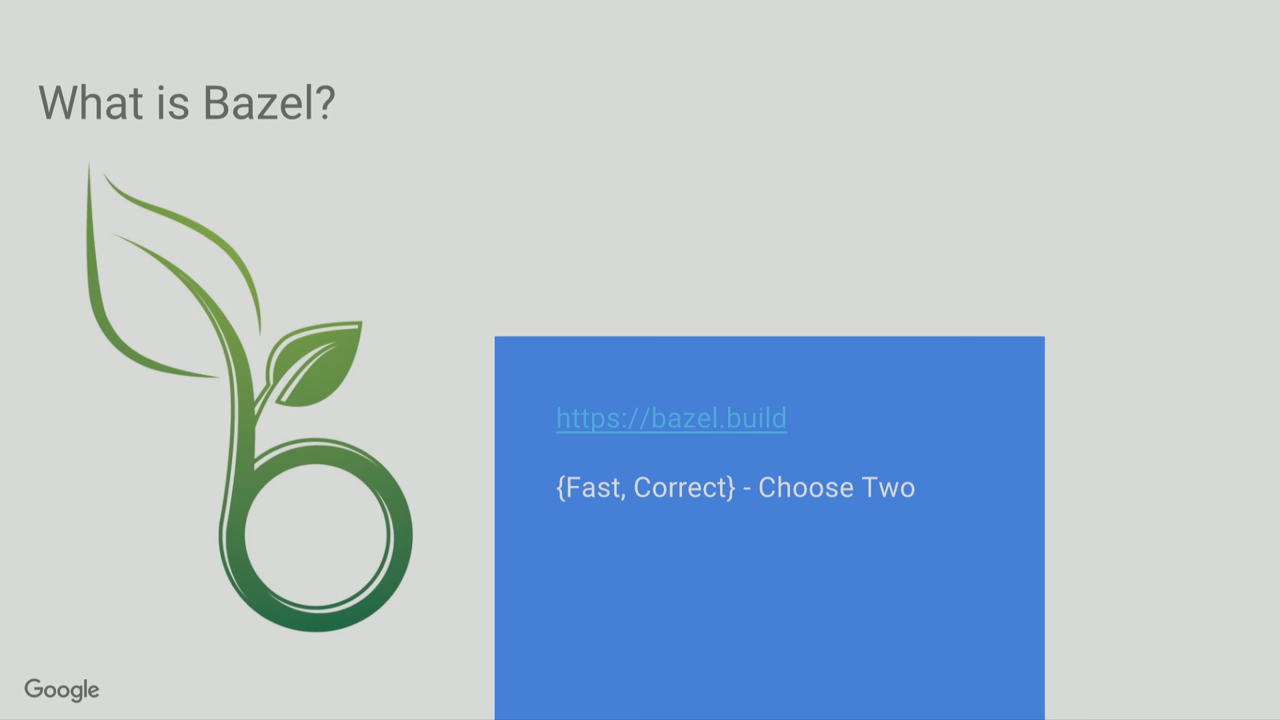 What is Bazel?
https://bazel.build
{Fast, Correct} - Choose Two
Google